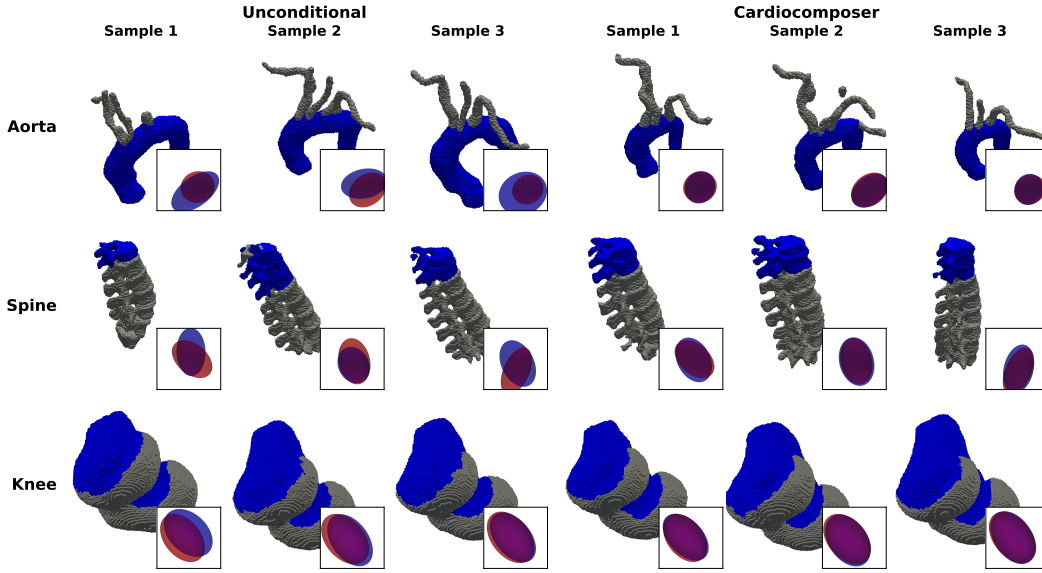 Unconditional
Cardiocomposer
Sample 1
Sample 2
Sample 3
Sample 1
Sample 2
Sample 3
Aorta
Spine
Knee